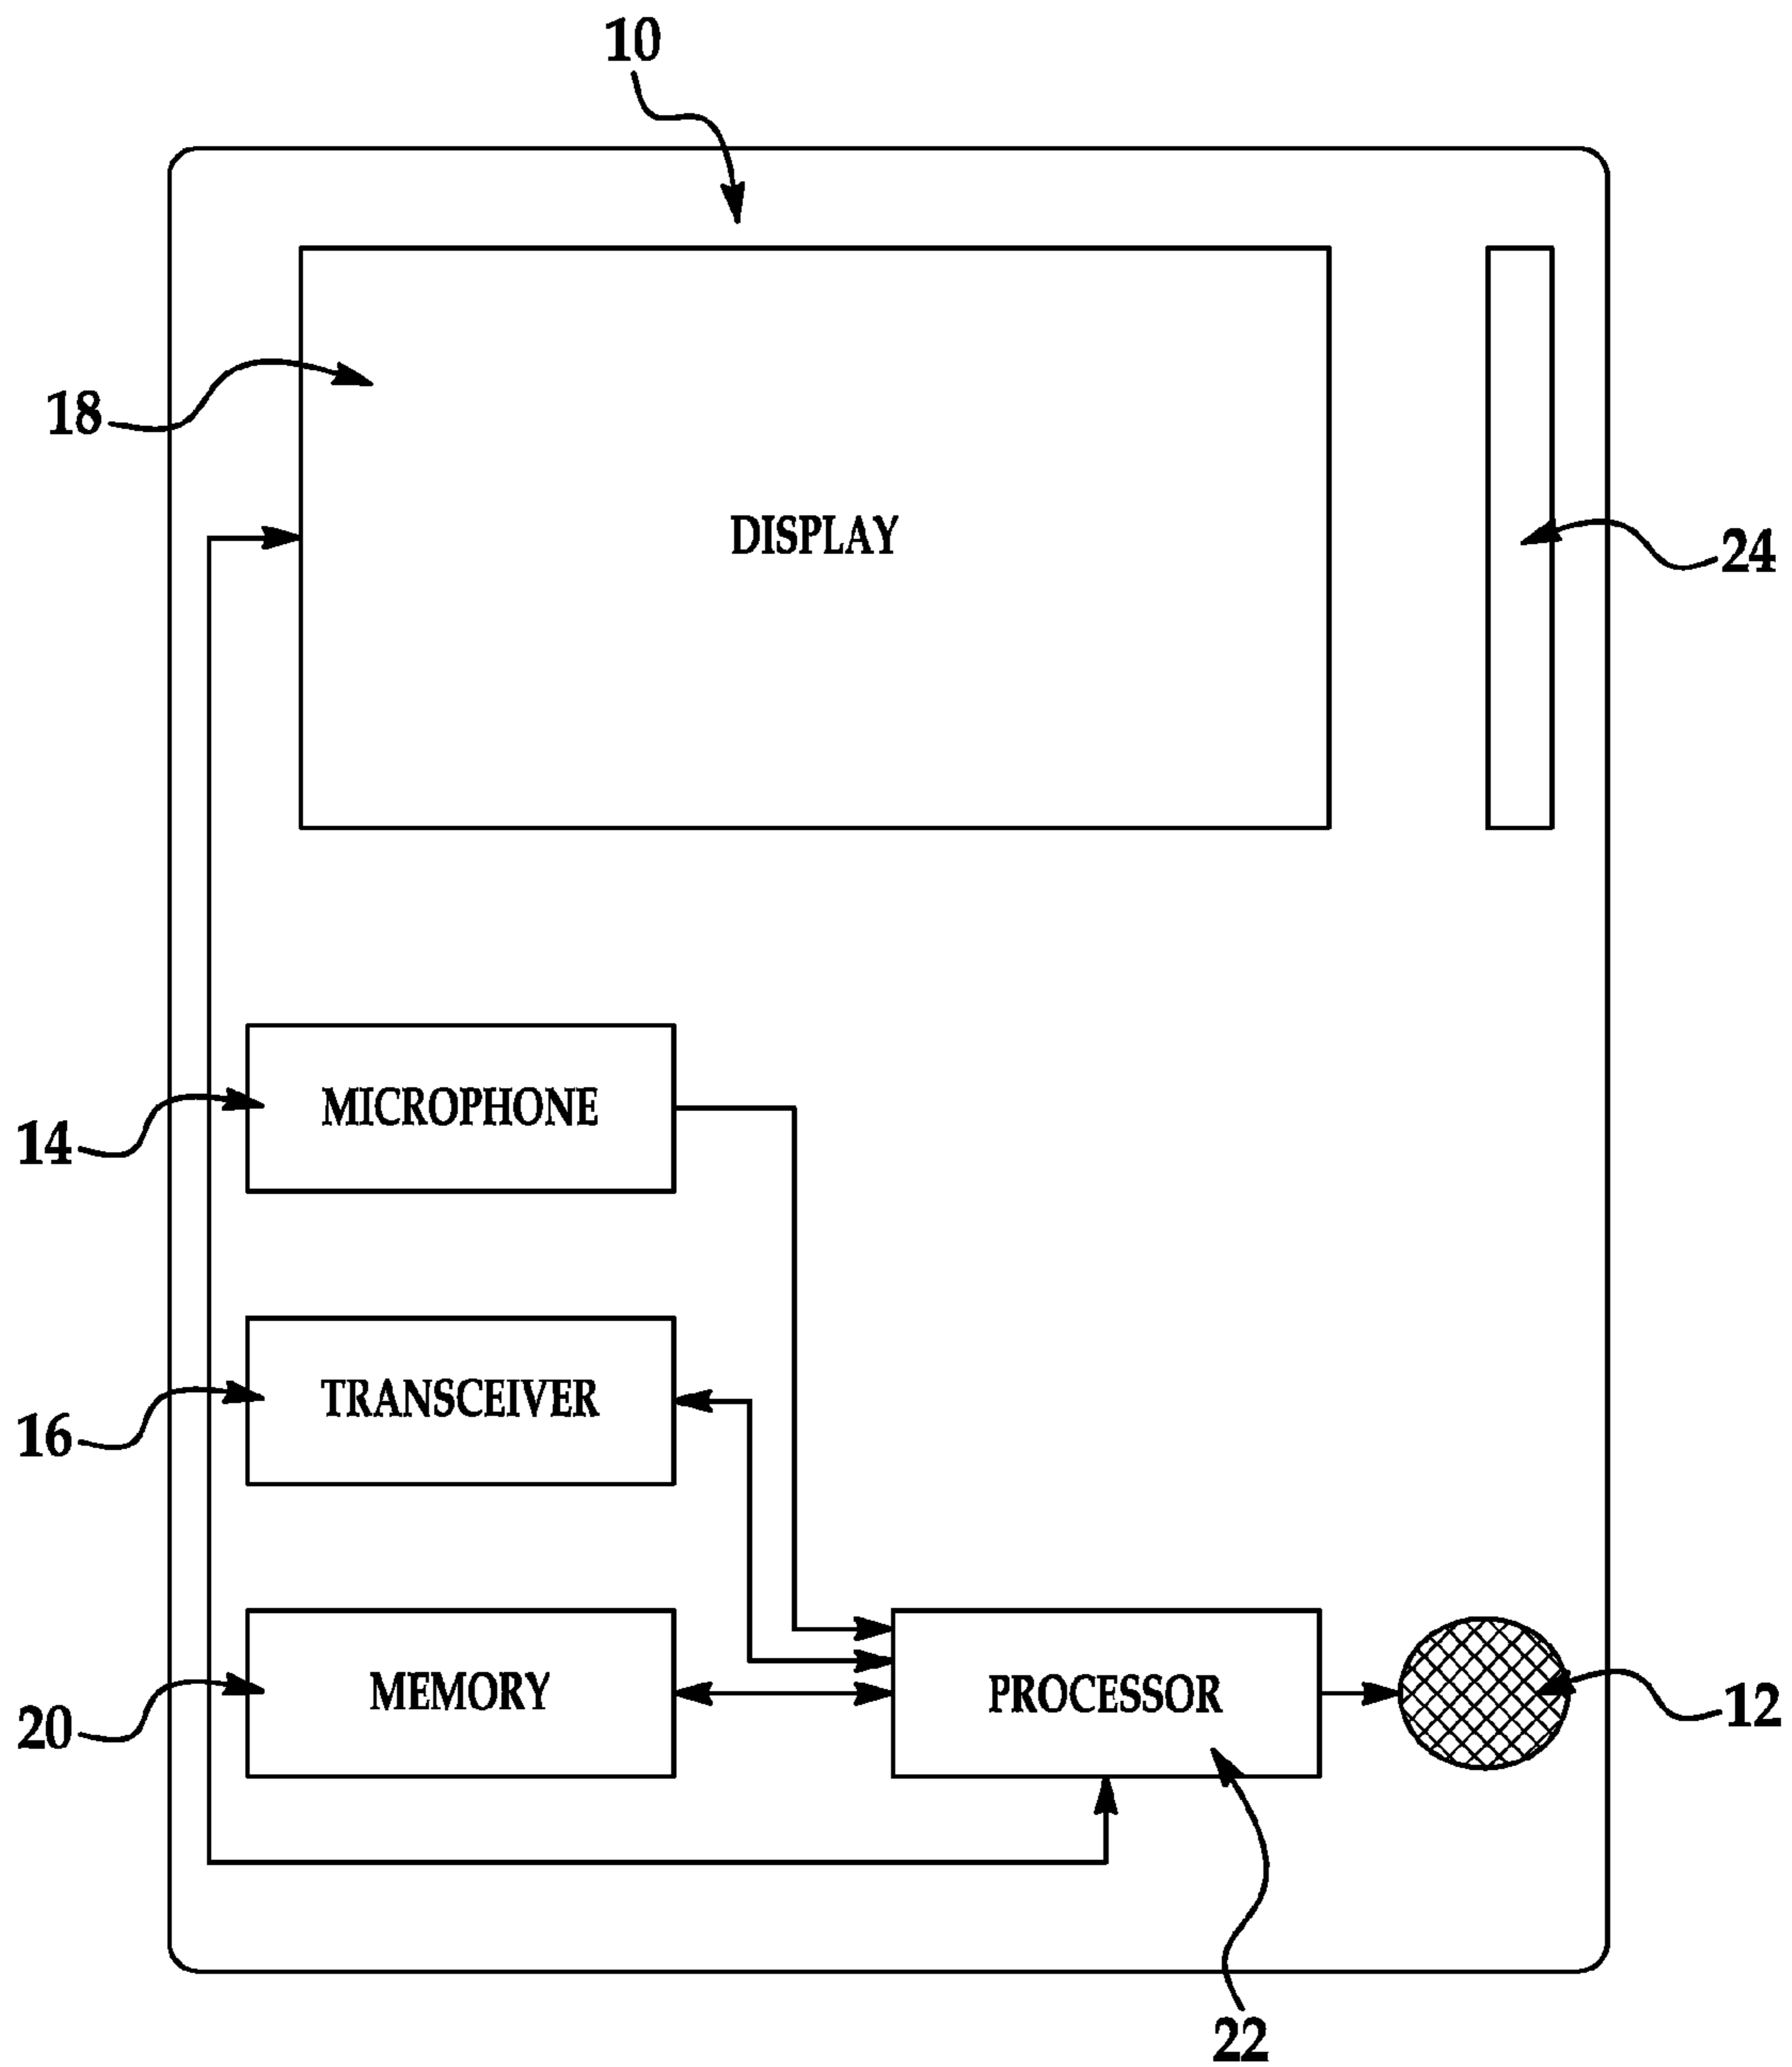 10
18
DISPLAY
24
MICROPHONE
14
TRANSCEIVER
16
MEMORY
PROCESSOR
20
12
22